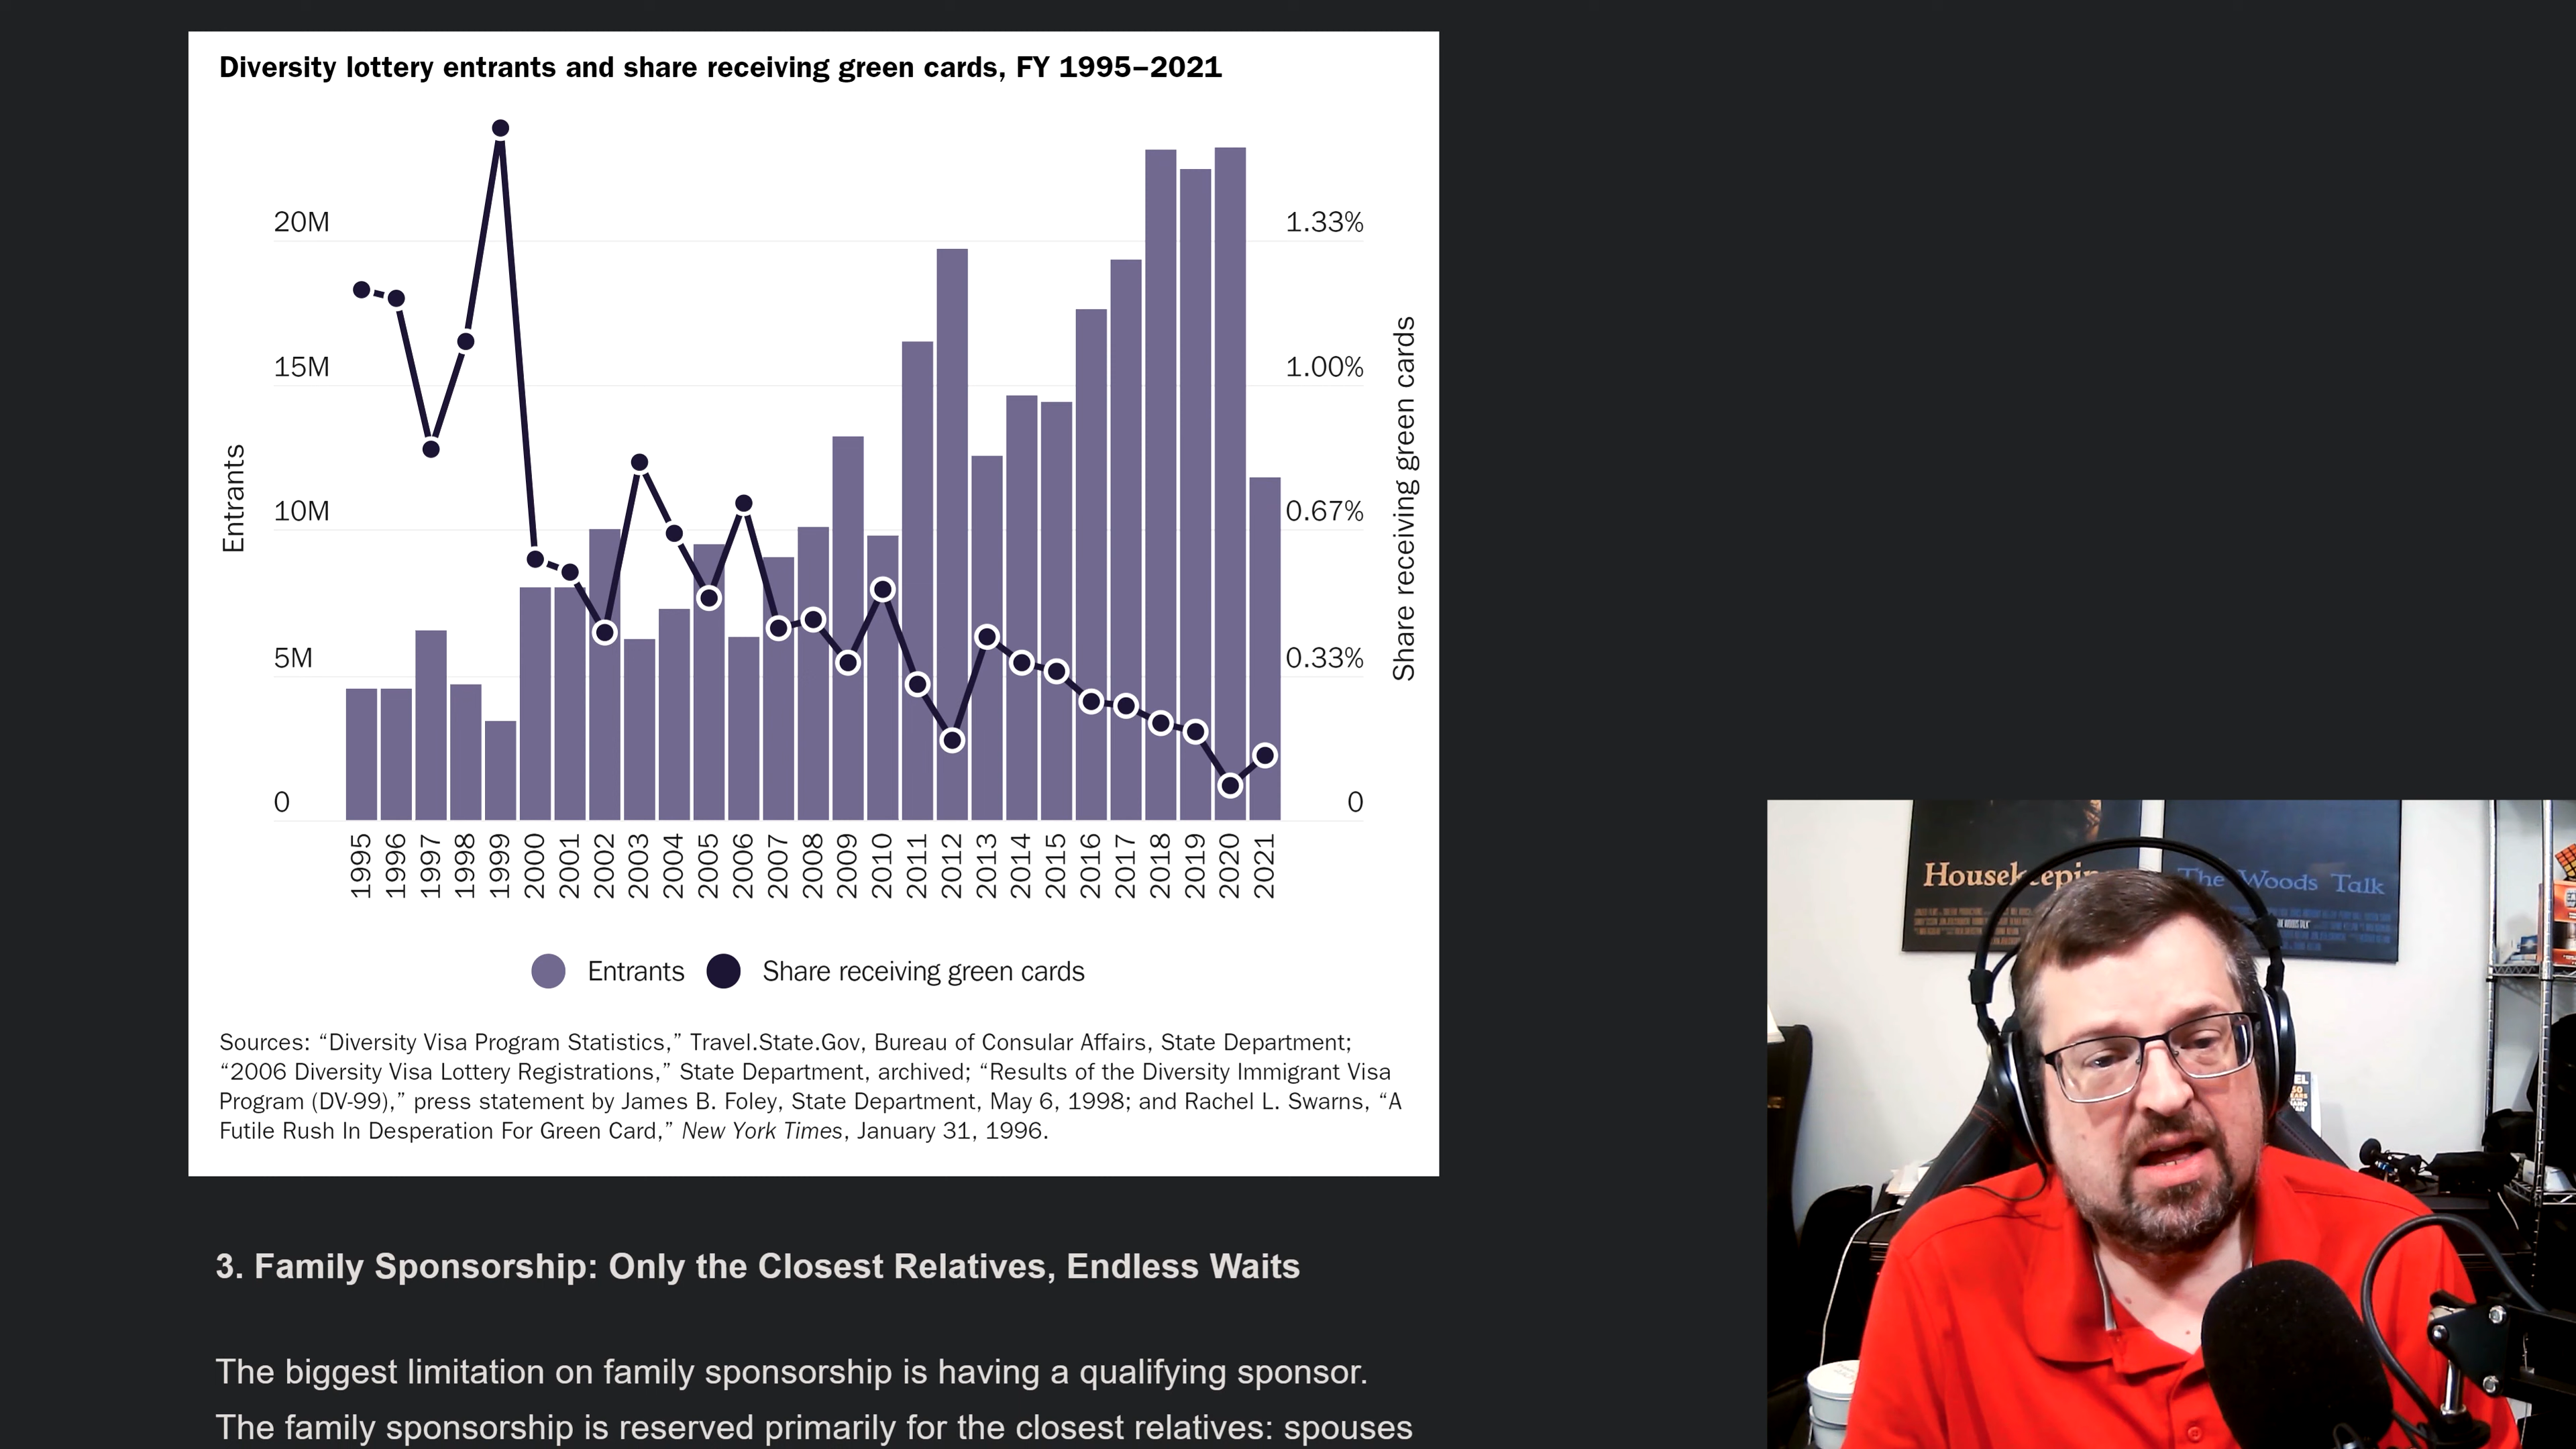 Diversity lottery entrants and share receiving green cards, FY 1995–2021
20M
15M
10M
5M
0
Entrants
1.33%
1.00%
0.67%
0.33%
0
Share receiving green cards
1995
1996
1997
1998
1999
2000
2001
2002
2003
2004
2005
2006
2007
2008
2009
2010
2011
2012
2013
2014
2015
2016
2017
2018
2019
2020
2021
Entrants
Share receiving green cards
Sources: “Diversity Visa Program Statistics,” Travel.State.Gov, Bureau of Consular Affairs, State Department;
“2006 Diversity Visa Lottery Registrations,” State Department, archived; “Results of the Diversity Immigrant Visa
Program (DV-99),” press statement by James B. Foley, State Department, May 6, 1998; and Rachel L. Swarns, “A
Futile Rush In Desperation For Green Card,” New York Times, January 31, 1996.
3. Family Sponsorship: Only the Closest Relatives, Endless Waits
The biggest limitation on family sponsorship is having a qualifying sponsor.
The family sponsorship is reserved primarily for the closest relatives: spouses
The Woods Talk